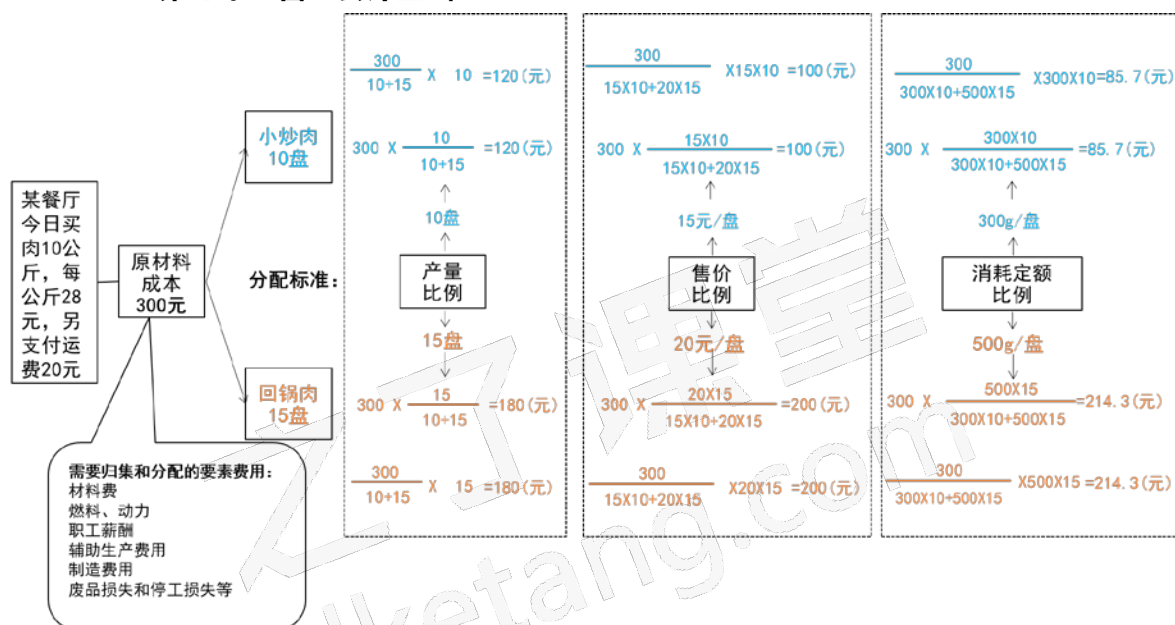 某餐厅
今日买
肉10公
斤，每
公斤28
元，另
支付运
费20元
原材料
成本
300元
小炒肉
10盘
回锅肉
15盘
分配标准：
300
10+15
X 10 =120(元)
300 X
10
10+15
=120(元)
10盘
产量
比例
15盘
300 X
15
10+15
=180(元)
300
10+15
X 15 =180(元)
300
15X10+20X15
X15X10 =100(元)
300 X
15X10
15X10+20X15
=100(元)
15元/盘
售价
比例
20元/盘
300 X
20X15
15X10+20X15
=200(元)
300
15X10+20X15
X20X15 =200(元)
300
300X10+500X15
X300X10=85.7(元)
300 X
300X10
300X10+500X15
=85.7(元)
300g/盘
消耗定额
比例
500g/盘
300 X
500X15
300X10+500X15
=214.3(元)
300
300X10+500X15
X500X15 =214.3(元)
需要归集和分配的要素费用：
材料费
燃料、动力
职工薪酬
辅助生产费用
制造费用
废品损失和停工损失等
之了课堂
ketang.com